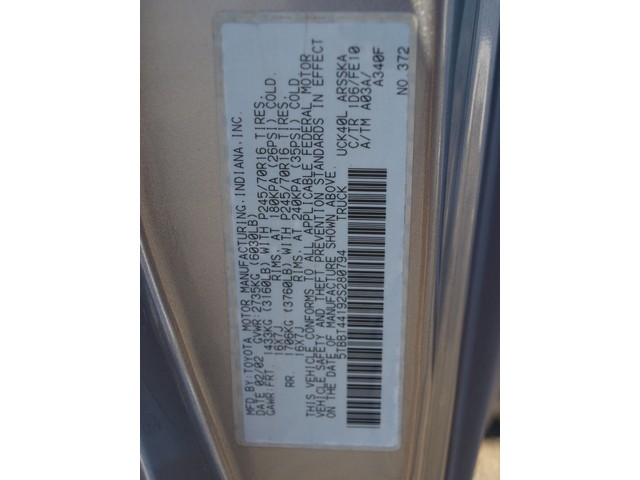 MFD BY:TOYOTA MOTOR MANUFACTURING,INDIANA,INC.
DATE 02/02 GVWR 2735KG (6030LB)
GAWR FRT. 1433KG (3160LB) WITH P245/70R16 TIRES.
16X7J RIMS. AT 180KPA (26PSI) COLD.
RR. 1706KG (3760LB) WITH P245/70R16 TIRES.
16X7J RIMS. AT 240KPA (35PSI) COLD
THIS VEHICLE CONFORMS TO ALL APPLICABLE FEDERAL MOTOR
VEHICLE SAFETY AND THEFT PREVENTION STANDARDS IN EFFECT
ON THE DATE OF MANUFACTURE SHOWN ABOVE.
5TBBT44192S280794 TRUCK
UCK40L ARSSKA
C/TR 1D6/FE10
A/TM A03A/
A340F
NO.372